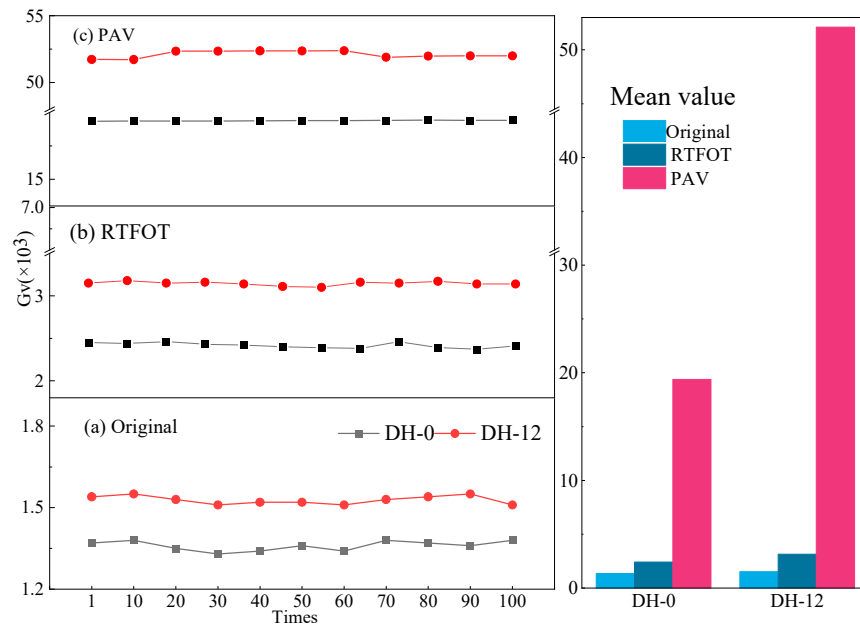 55
(c) PAV
50
15
7.0
(b) RTFOT
Gv(×10³)
3
2
1.8
(a) Original
DH-0
DH-12
1.5
1.2
1 10 20 30 40 50 60 70 80 90 100
Times
50
Mean value
Original
RTFOT
PAV
40
30
20
10
0
DH-0 DH-12